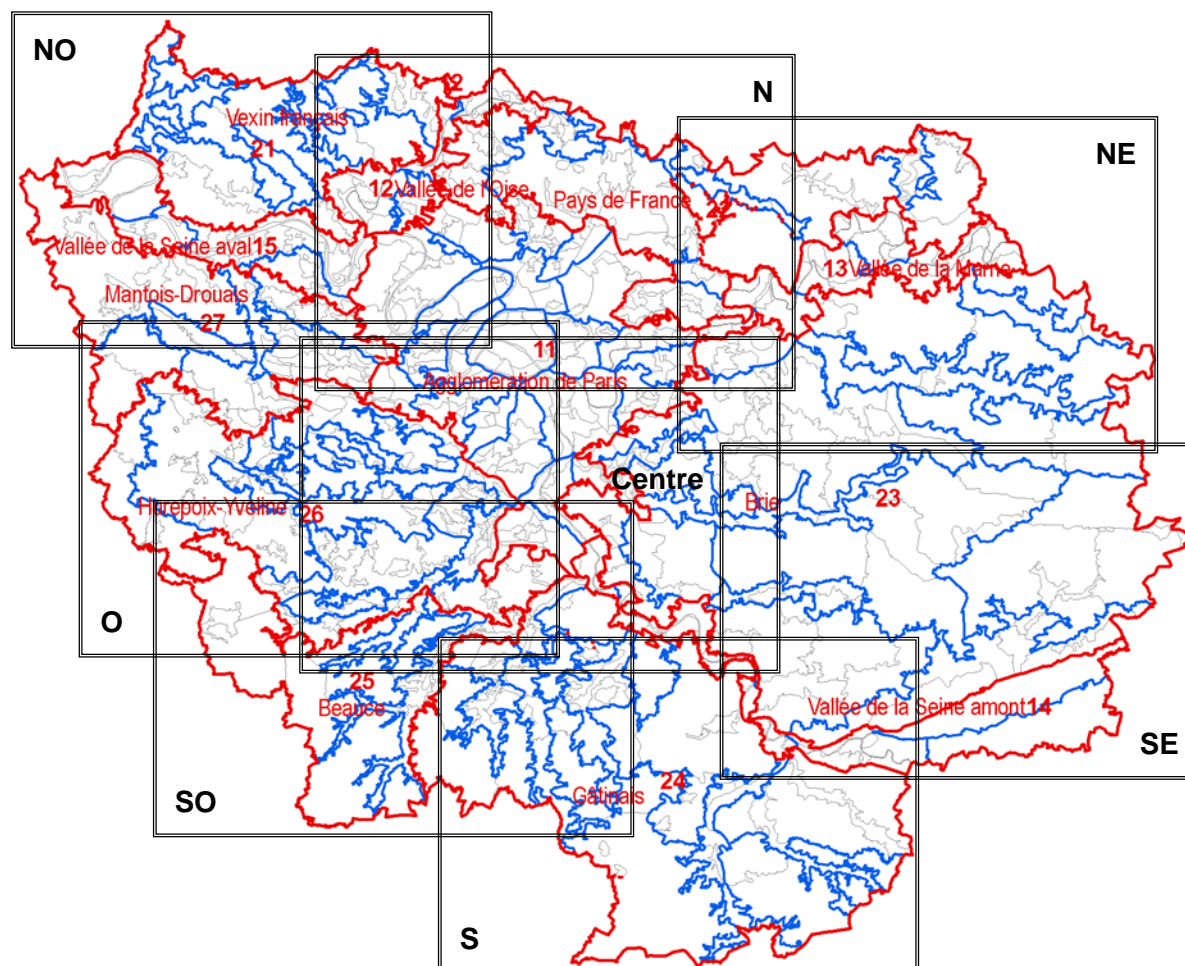 NO
N
Vexin français
21
NE
12 Vallée de l'Oise
Pays de France
22
Vallée de la Seine aval 15
13 Vallée de la Marne
Mantois-Drouais
27
11
Agglomération de Paris
Centre
Brie
23
Hurepoix-Yveline
26
O
25
Beauce
Vallée de la Seine amont 14
SE
24
Gâtinais
SO
S